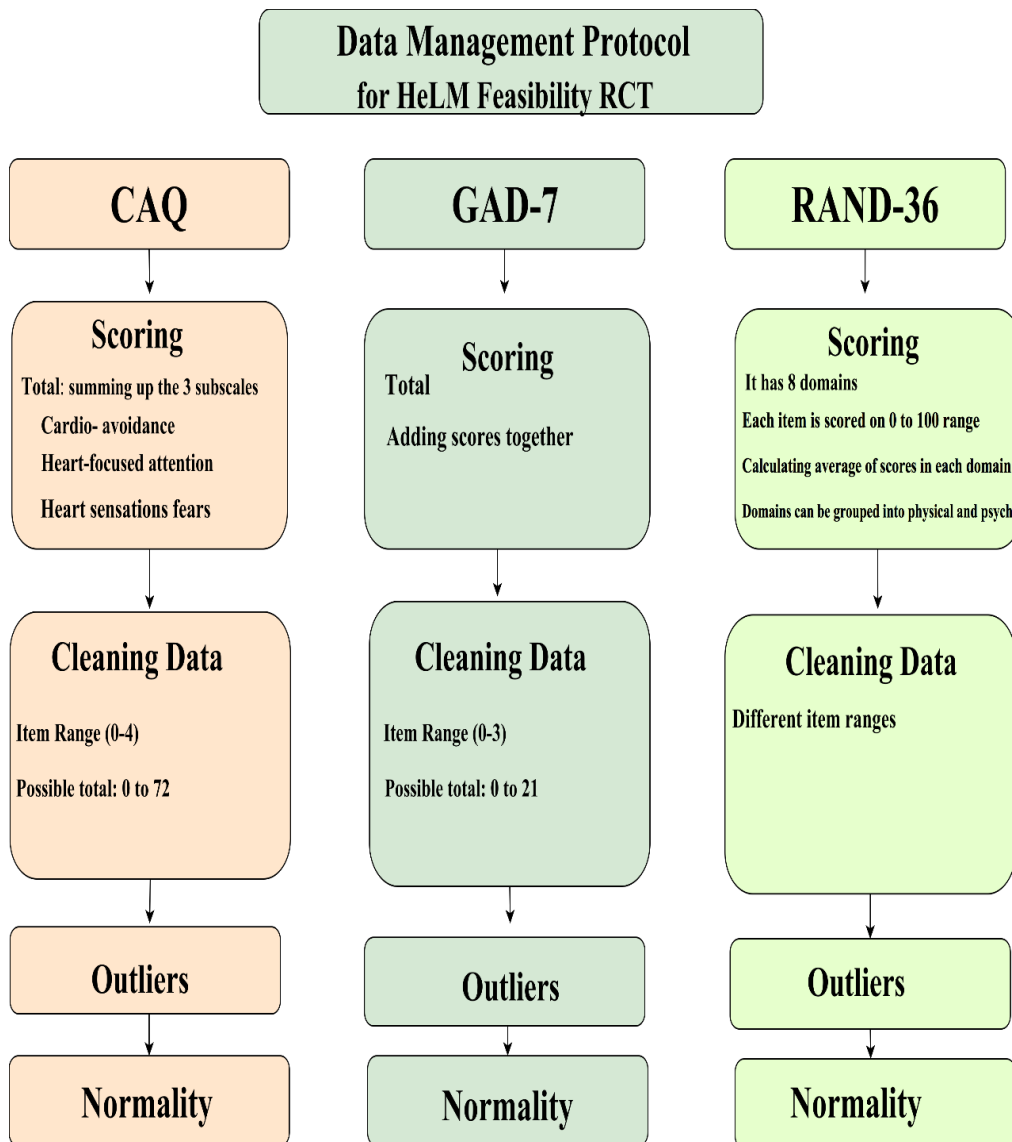 Data Management Protocol
for HeLM Feasibility RCT
CAQ
Scoring
Total: summing up the 3 subscales
Cardio- avoidance
Heart-focused attention
Heart sensations fears
Cleaning Data
Item Range (0-4)
Possible total: 0 to 72
Outliers
Normality
GAD-7
Scoring
Total
Adding scores together
Cleaning Data
Item Range (0-3)
Possible total: 0 to 21
Outliers
Normality
RAND-36
Scoring
It has 8 domains
Each item is scored on 0 to 100 range
Calculating average of scores in each domain
Domains can be grouped into physical and psych
Cleaning Data
Different item ranges
Outliers
Normality